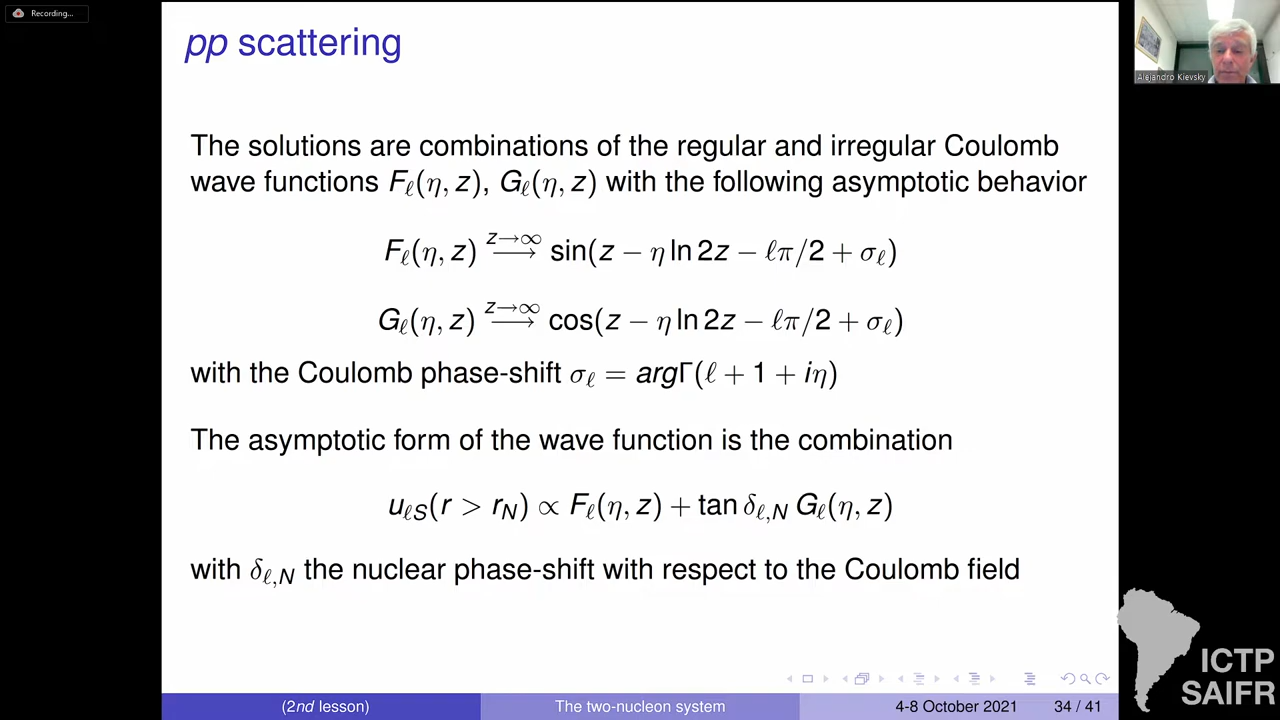 Recording...
pp scattering
Alejandro Kievsky
The solutions are combinations of the regular and irregular Coulomb
wave functions Fℓ(η, z), Gℓ(η, z) with the following asymptotic behavior
Fℓ(η, z) z→∞⟶ sin(z − η ln 2z − ℓπ/2 + σℓ)
Gℓ(η, z) z→∞⟶ cos(z − η ln 2z − ℓπ/2 + σℓ)
with the Coulomb phase-shift σℓ = argΓ(ℓ + 1 + iη)
The asymptotic form of the wave function is the combination
uℓS(r > rN) ∝ Fℓ(η, z) + tan δℓ,N Gℓ(η, z)
with δℓ,N the nuclear phase-shift with respect to the Coulomb field
ICTP
SAIFR
(2nd lesson) The two-nucleon system 4-8 October 2021 34 / 41